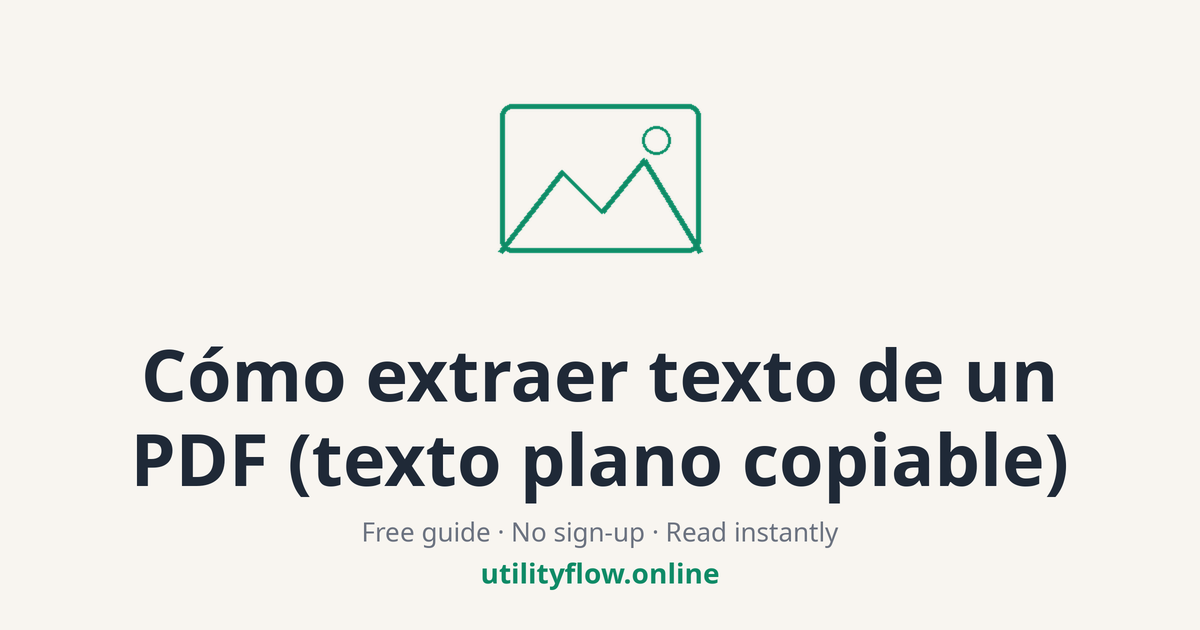 Cómo extraer texto de un
PDF (texto plano copiable)
Free guide · No sign-up · Read instantly
utilityflow.online